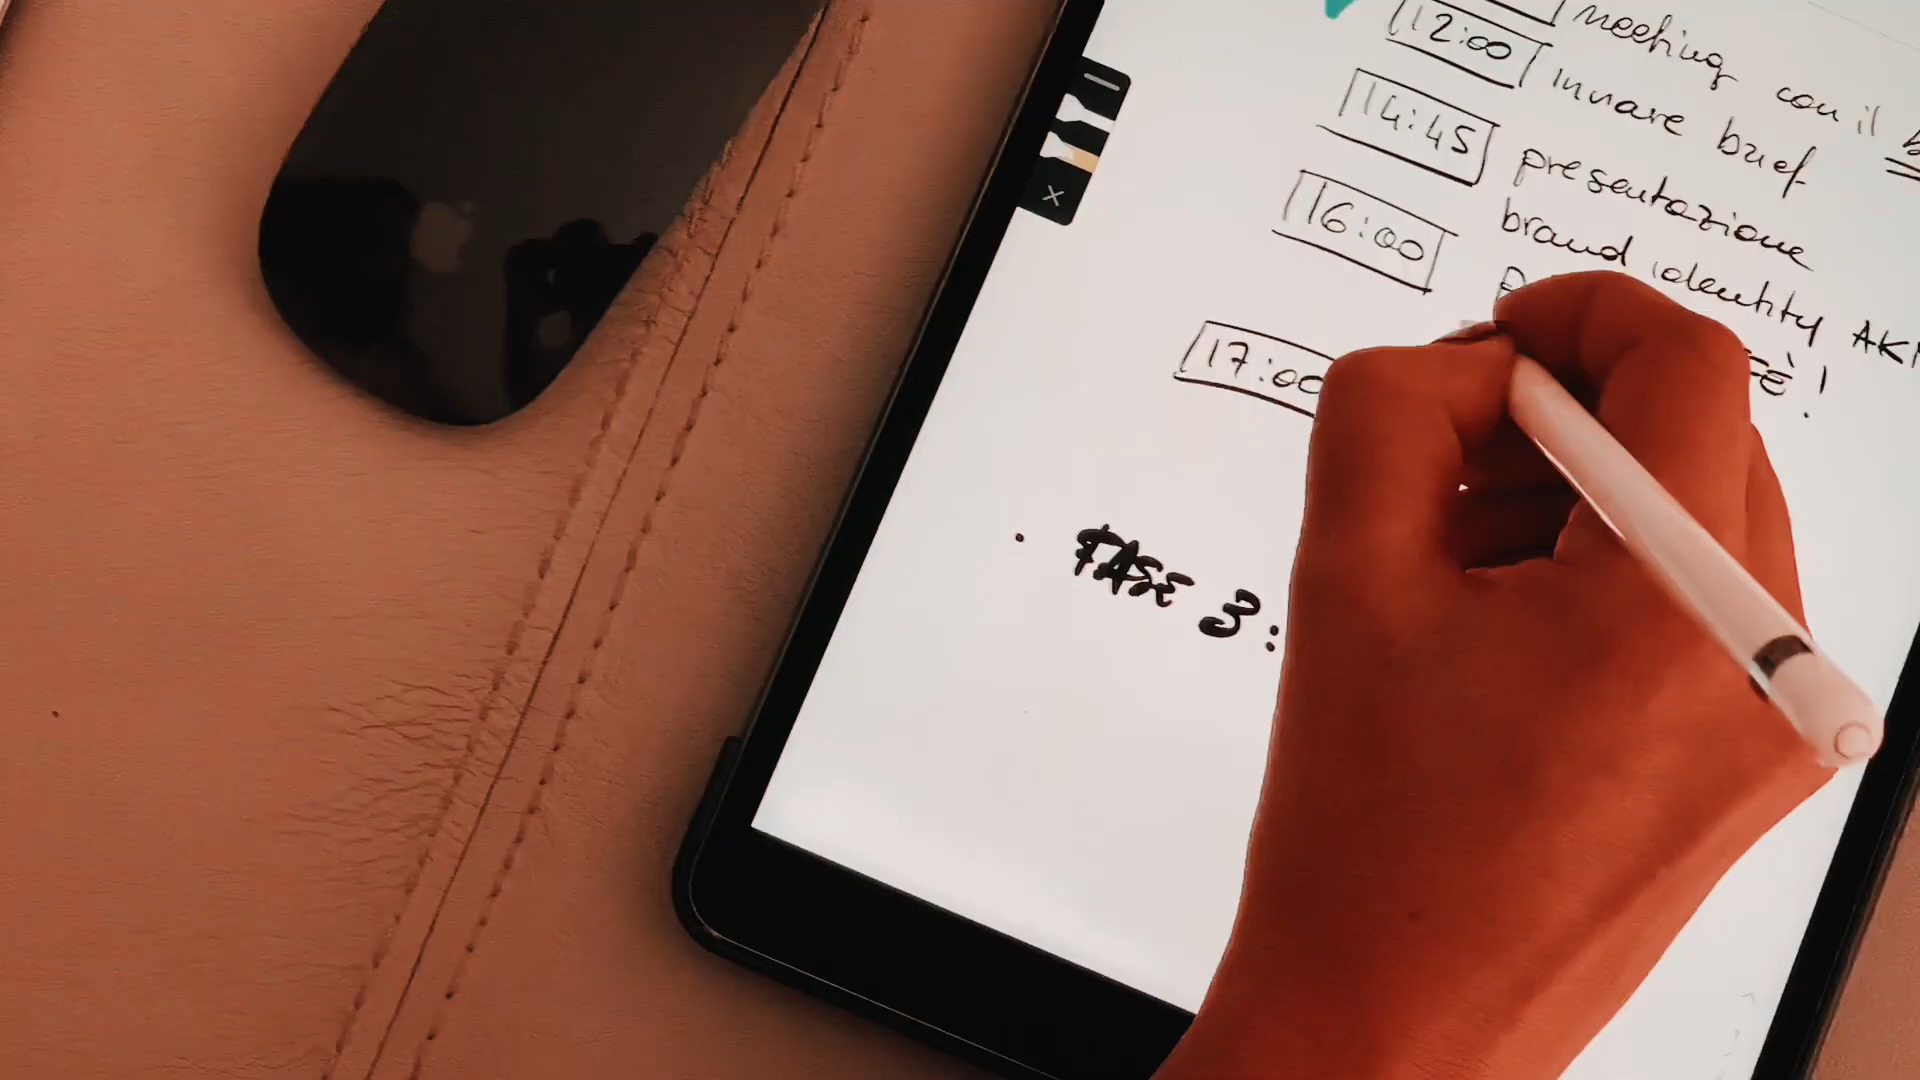 meeting con il
12:00 inviare brief
14:45 presentazione
brand identity
16:00
17:00
FASE 3: